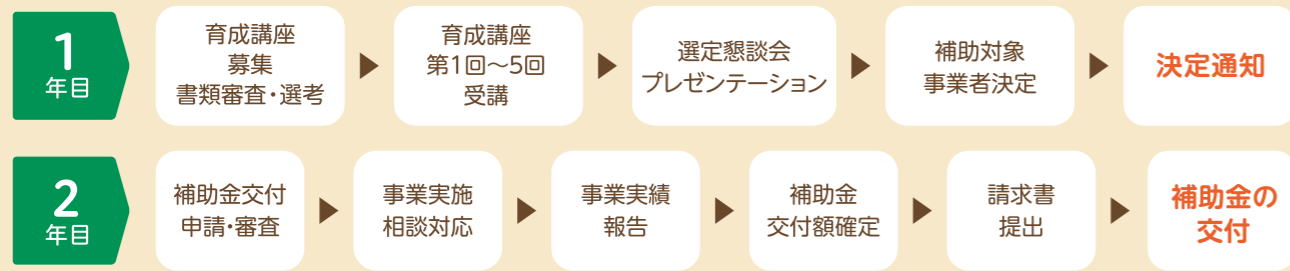 1
年目
育成講座
募集
書類審査・選考
育成講座
第1回〜5回
受講
選定懇談会
プレゼンテーション
補助対象
事業者決定
決定通知
2
年目
補助金交付
申請・審査
事業実施
相談対応
事業実績
報告
補助金
交付額確定
請求書
提出
補助金の
交付